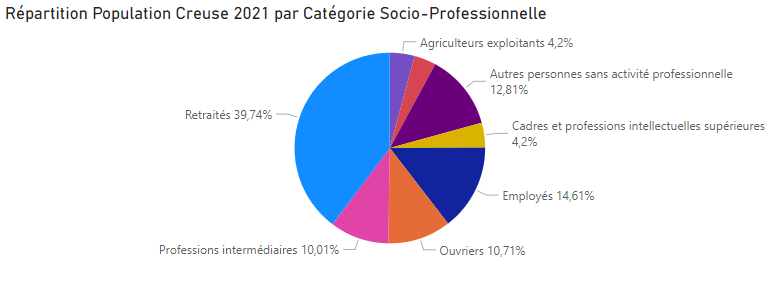 Répartition Population Creuse 2021 par Catégorie Socio-Professionnelle
Agriculteurs exploitants 4,2%
Autres personnes sans activité professionnelle
12,81%
Cadres et professions intellectuelles supérieures
4,2%
Employés 14,61%
Ouvriers 10,71%
Professions intermédiaires 10,01%
Retraités 39,74%